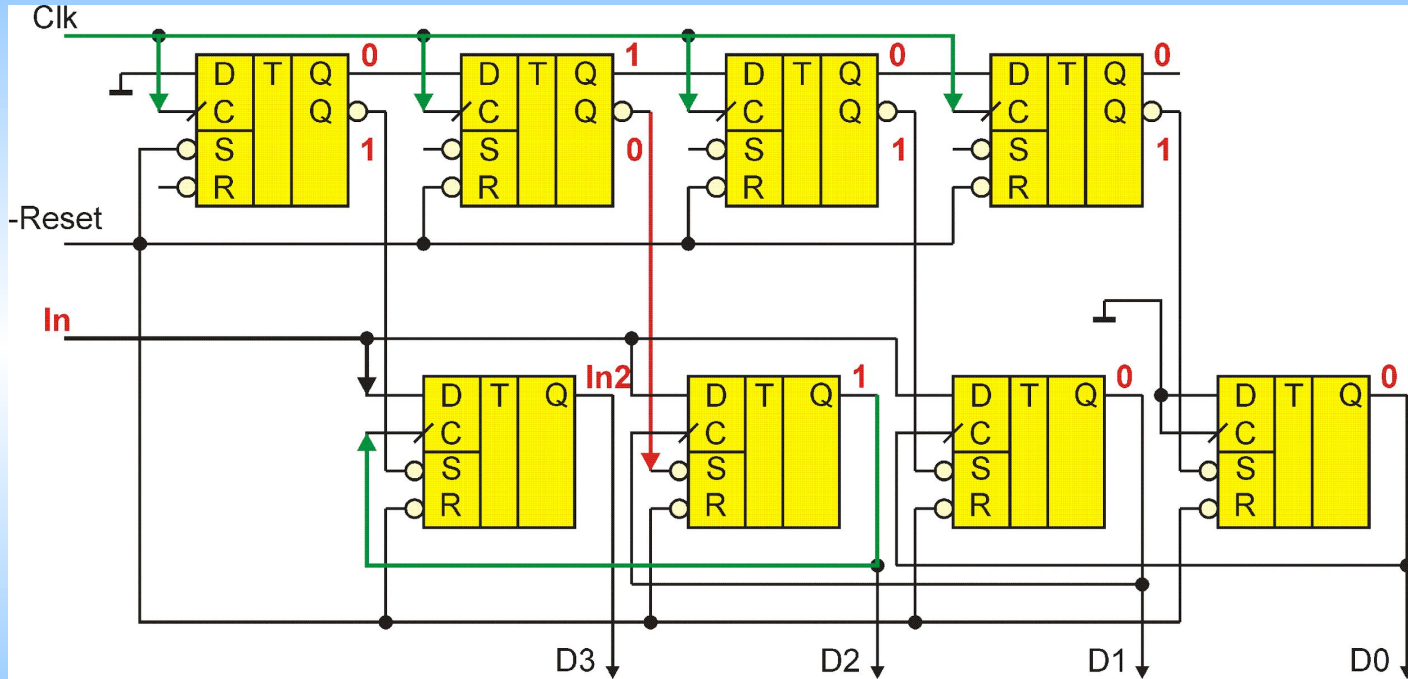 Clk
0 1 0 0
D T Q D T Q D T Q D T Q
C Q C Q C Q C Q
S 1 S 0 S 1 S 1
R R R R
-Reset
In
In2 1 0 0
D T Q D T Q D T Q D T Q
C C C C
S S S S
R R R R
D3 D2 D1 D0